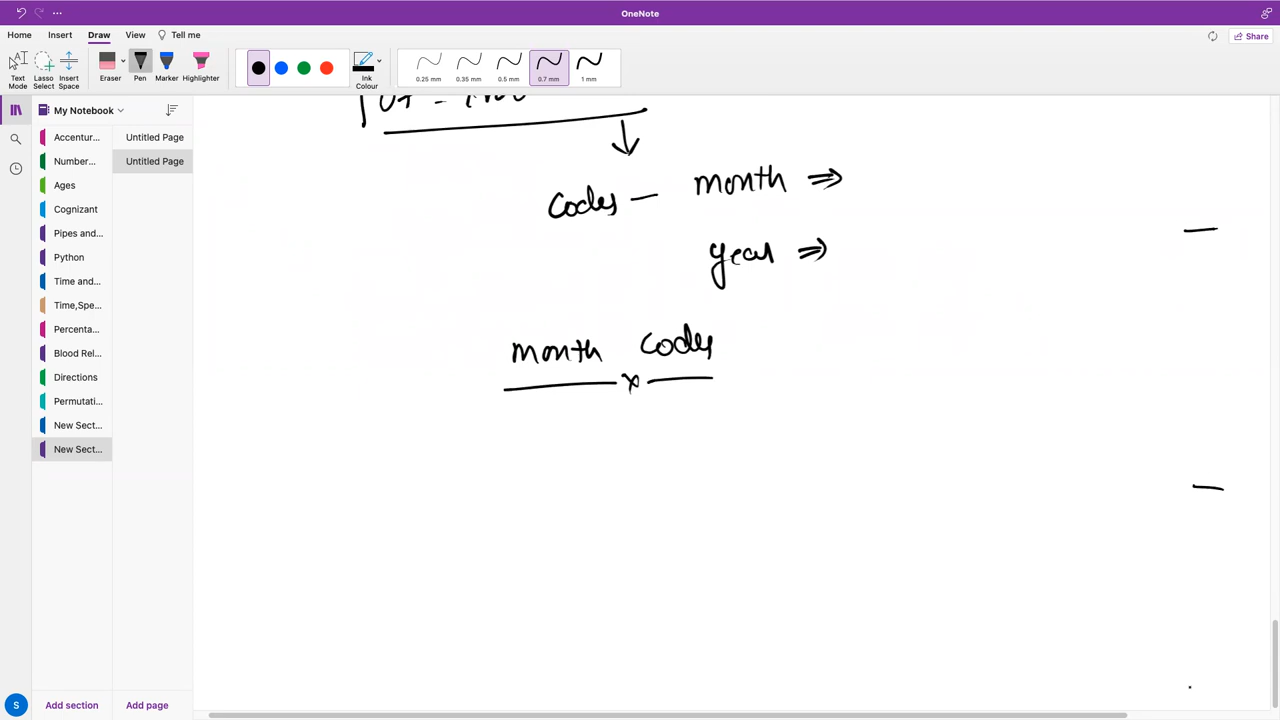 OneNote
Home Insert Draw View Tell me
Share
Text Mode
Lasso Select
Insert Space
Eraser
Pen
Marker
Highlighter
Ink Colour
0.25 mm
0.35 mm
0.5 mm
0.7 mm
1 mm
My Notebook
Accentur...
Number...
Ages
Cognizant
Pipes and...
Python
Time and...
Time,Spe...
Percenta...
Blood Rel...
Directions
Permutati...
New Sect...
New Sect...
Untitled Page
Untitled Page
codes — month ⇒
year ⇒
month codes
S
Add section
Add page